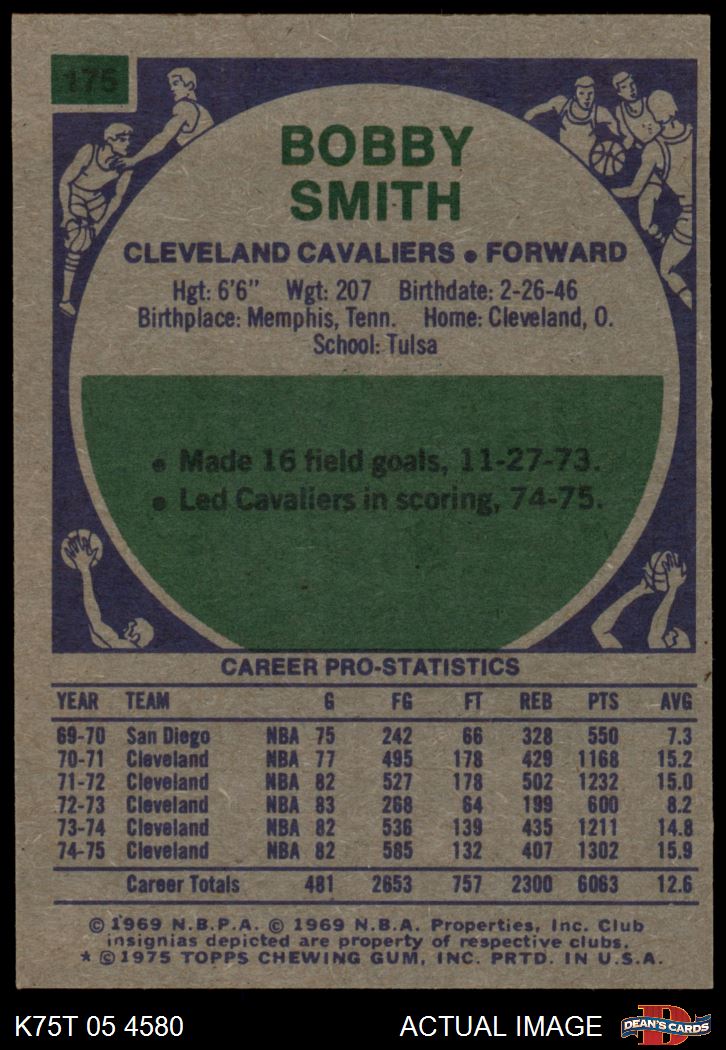 175
BOBBY
SMITH
CLEVELAND CAVALIERS • FORWARD
Hgt: 6'6" Wgt: 207 Birthdate: 2-26-46
Birthplace: Memphis, Tenn. Home: Cleveland, O.
School: Tulsa
• Made 16 field goals, 11-27-73.
• Led Cavaliers in scoring, 74-75.
CAREER PRO-STATISTICS
YEAR TEAM G FG FT REB PTS AVG
69-70 San Diego NBA 75 242 66 328 550 7.3
70-71 Cleveland NBA 77 495 178 429 1168 15.2
71-72 Cleveland NBA 82 527 178 502 1232 15.0
72-73 Cleveland NBA 83 268 64 199 600 8.2
73-74 Cleveland NBA 82 536 139 435 1211 14.8
74-75 Cleveland NBA 82 585 132 407 1302 15.9
Career Totals 481 2653 757 2300 6063 12.6
© 1969 N.B.P.A. © 1969 N.B.A. Properties, Inc. Club
insignias depicted are property of respective clubs.
* © 1975 TOPPS CHEWING GUM, INC. PRTD. IN U.S.A.
K75T 05 4580 ACTUAL IMAGE DEAN'S CARDS